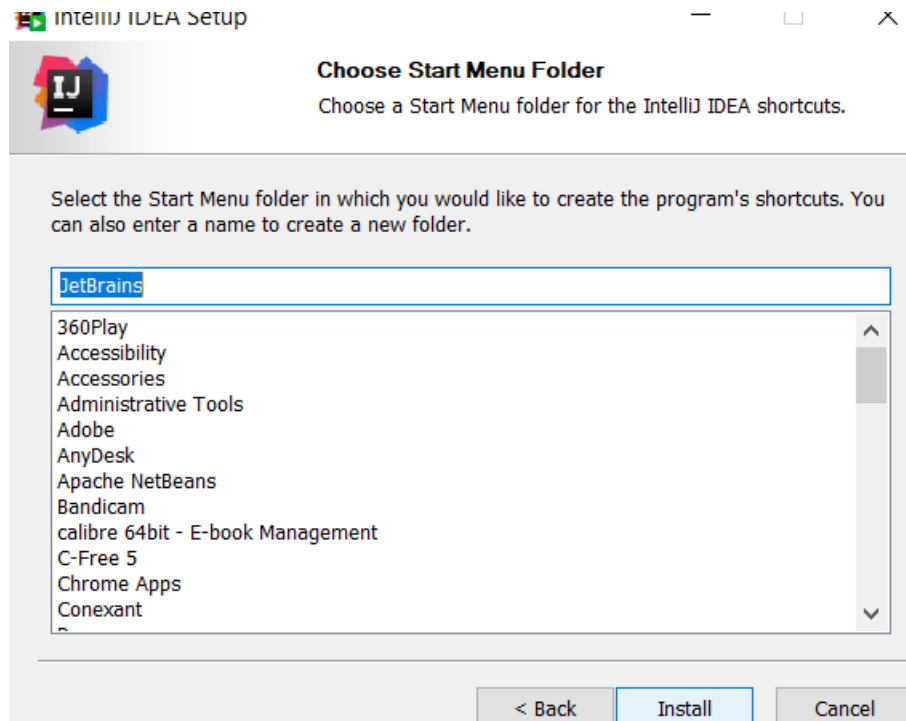 IntelliJ IDEA Setup
IJ
Choose Start Menu Folder
Choose a Start Menu folder for the IntelliJ IDEA shortcuts.
Select the Start Menu folder in which you would like to create the program's shortcuts. You
can also enter a name to create a new folder.
JetBrains
360Play
Accessibility
Accessories
Administrative Tools
Adobe
AnyDesk
Apache NetBeans
Bandicam
calibre 64bit - E-book Management
C-Free 5
Chrome Apps
Conexant
< Back Install Cancel